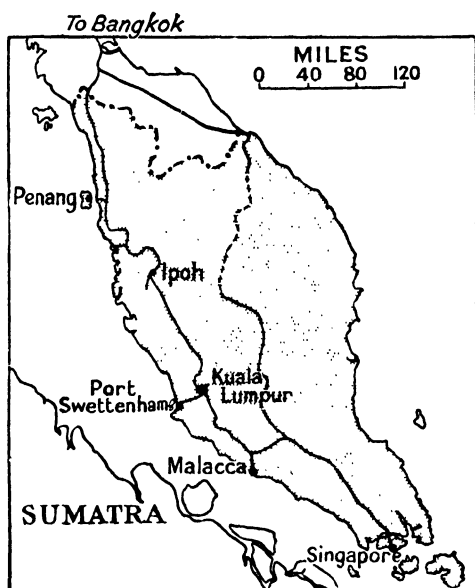 To Bangkok
MILES
0 40 80 120
Penang
Ipoh
Kuala
Lumpur
Port
Swettenham
Malacca
SUMATRA
Singapore